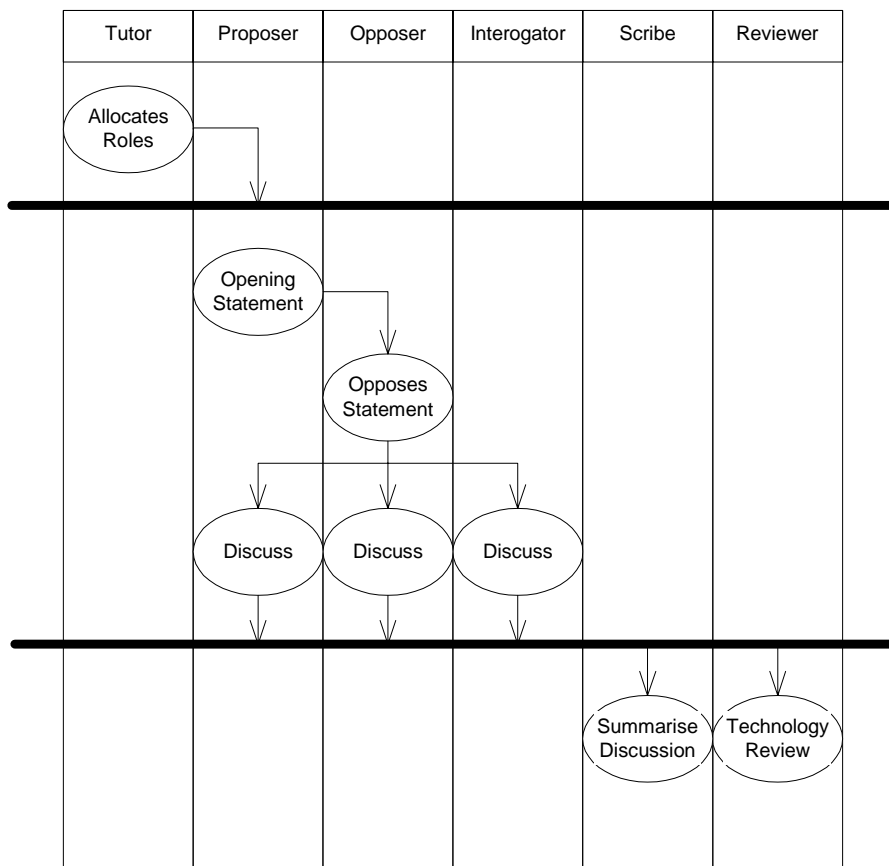 Tutor
Proposer
Opposer
Interogator
Scribe
Reviewer
Allocates
Roles
Opening
Statement
Opposes
Statement
Discuss
Discuss
Discuss
Summarise
Discussion
Technology
Review